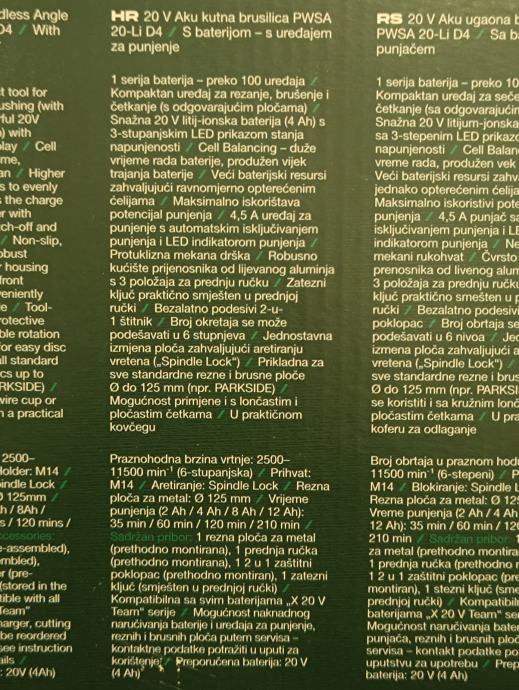 dless Angle
D4 / With
t tool for
ushing (with
ful 20V
) with
lay / Cell
me,
an / Higher
s to evenly
s the charge
er with
tch-off and
/ Non-slip,
obust
r housing
front
veniently
e / Tool-
rotective
ble rotation
for easy disc
all standard
cs up to
RKSIDE) /
wire cup or
n a practical
2500–
Holder: M14 /
indle Lock /
Ø 125mm /
h / 8Ah /
s / 120 mins /
ccessories:
e-assembled),
mbled),
er (pre-
(stored in the
tible with all
Team"
harger, cutting
be reordered
see instruction
ails /
: 20V (4Ah)
HR 20 V Aku kutna brusilica PWSA
20-Li D4 / S baterijom – s uređajem
za punjenje
1 serija baterija – preko 100 uređaja /
Kompaktan uređaj za rezanje, brušenje i
četkanje (s odgovarajućim pločama) /
Snažna 20 V litij-ionska baterija (4 Ah) s
3-stupanjskim LED prikazom stanja
napunjenosti / Cell Balancing – duže
vrijeme rada baterije, produžen vijek
trajanja baterije / Veći baterijski resursi
zahvaljujući ravnomjerno opterećenim
ćelijama / Maksimalno iskorištava
potencijal punjenja / 4,5 A uređaj za
punjenje s automatskim isključivanjem
punjenja i LED indikatorom punjenja /
Protuklizna mekana drška / Robusno
kućište prijenosnika od lijevanog aluminja
s 3 položaja za prednju ručku / Zatezni
ključ praktično smješten u prednjoj
ručki / Bezalatno podesivi 2-u-
1 štitnik / Broj okretaja se može
podešavati u 6 stupnjeva / Jednostavna
izmjena ploča zahvaljujući aretiranju
vretena („Spindle Lock“) / Prikladna za
sve standardne rezne i brusne ploče
Ø do 125 mm (npr. PARKSIDE) /
Mogućnost primjene i s lončastim i
pločastim četkama / U praktičnom
kovčegu
Praznohodna brzina vrtnje: 2500–
11500 min⁻¹ (6-stupanjska) / Prihvat:
M14 / Aretiranje: Spindle Lock / Rezna
ploča za metal: Ø 125 mm / Vrijeme
punjenja (2 Ah / 4 Ah / 8 Ah / 12 Ah):
35 min / 60 min / 120 min / 210 min /
Sadržan pribor: 1 rezna ploča za metal
(prethodno montirana), 1 prednja ručka
(prethodno montirana), 1 2 u 1 zaštitni
poklopac (prethodno montiran), 1 zatezni
ključ (smješten u prednjoj ručki) /
Kompatibilna sa svim baterijama „X 20 V
Team“ serije / Mogućnost naknadnog
naručivanja baterije i uređaja za punjenje,
reznih i brusnih ploča putem servisa –
kontaktne podatke potražiti u uputi za
korištenje / Preporučena baterija: 20 V
(4 Ah)
RS 20 V Aku ugaona b
PWSA 20-Li D4 / Sa ba
punjačem
1 serija baterija – preko 10
Kompaktan uređaj za seče
četkanje (sa odgovarajućim
Snažna 20 V litijum-jonska
sa 3-stepenim LED prikazo
napunjenosti / Cell Balan
vreme rada, produžen vek
Veći baterijski resursi zahv
jednako opterećenim ćelija
Maksimalno iskoristivi pote
punjenja / 4,5 A punjač sa
isključivanjem punjenja i LE
indikatorom punjenja / Ne
mekani rukohvat / Čvrsto
prenosnika od livenog alum
3 položaja za prednju ručk
ključ praktično smešten u p
ručki / Bezalatno podesivi
poklopac / Broj obrtaja se
podešavati u 6 nivoa / Jed
izmena ploča zahvaljujući a
vretena („Spindle Lock“) /
sve standardne rezne i brus
Ø do 125 mm (npr. PARKS
se koristiti i sa kružnim lonč
pločastim četkama / U pra
koferu za odlaganje
Broj obrtaja u praznom hodu
11500 min⁻¹ (6-stepeni) / P
M14 / Blokiranje: Spindle L
Rezna ploča za metal: Ø 125
Vreme punjenja (2 Ah / 4 Ah
12 Ah): 35 min / 60 min / 120
210 min / Sadržan pribor: 1
za metal (prethodno montira
1 prednja ručka (prethodno m
1 2 u 1 zaštitni poklopac (pre
montiran), 1 stezni ključ (sme
prednjoj ručki) / Kompatibiln
baterijama „X 20 V Team“ ser
Mogućnost naručivanja bater
punjača, reznih i brusnih ploč
servisa – kontakt podatke po
uputstvu za upotrebu / Prep
baterija: 20 V (4 Ah)